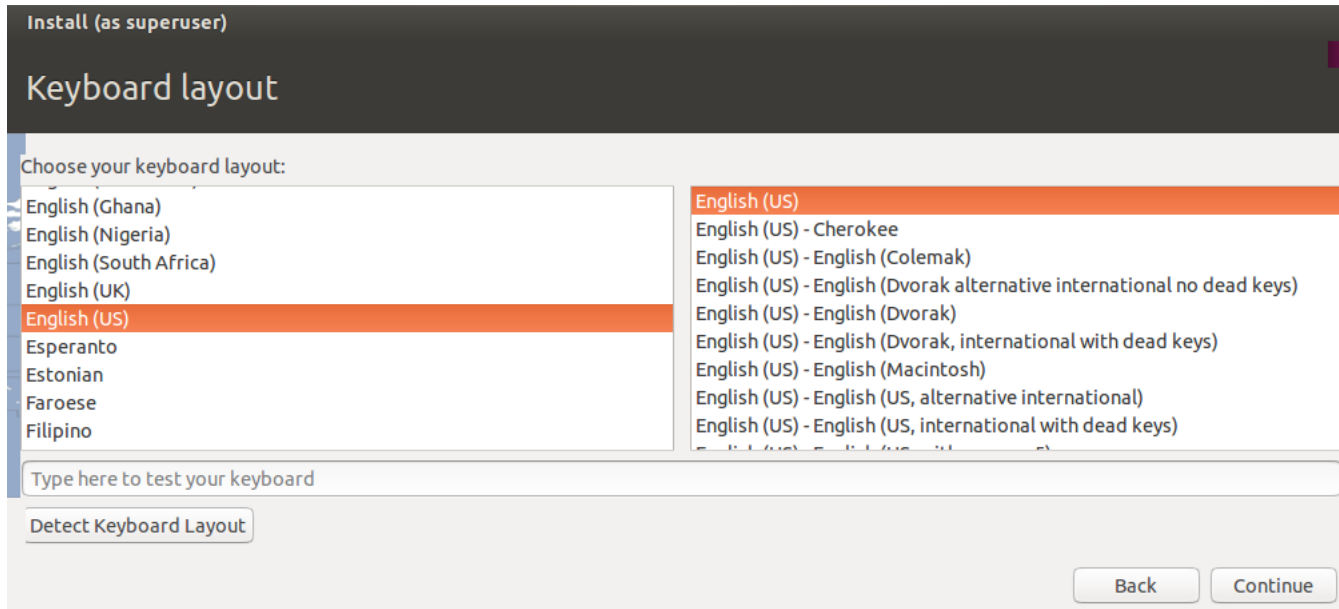 Install (as superuser)
Keyboard layout
Choose your keyboard layout:
English (Ghana)
English (Nigeria)
English (South Africa)
English (UK)
English (US)
Esperanto
Estonian
Faroese
Filipino
English (US)
English (US) - Cherokee
English (US) - English (Colemak)
English (US) - English (Dvorak alternative international no dead keys)
English (US) - English (Dvorak)
English (US) - English (Dvorak, international with dead keys)
English (US) - English (Macintosh)
English (US) - English (US, alternative international)
English (US) - English (US, international with dead keys)
Type here to test your keyboard
Detect Keyboard Layout
Back
Continue